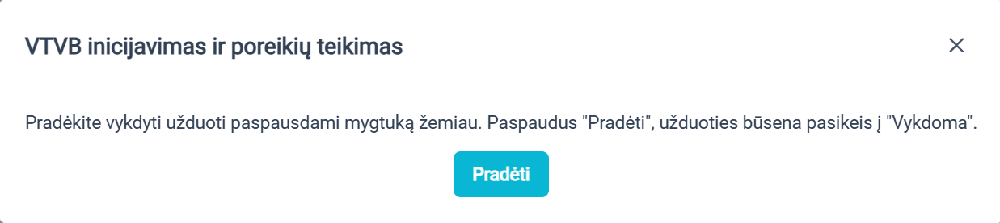 VTVB inicijavimas ir poreikių teikimas
Pradėkite vykdyti užduoti paspausdami mygtuką žemiau. Paspaudus "Pradėti", užduoties būsena pasikeis į "Vykdoma".
Pradėti